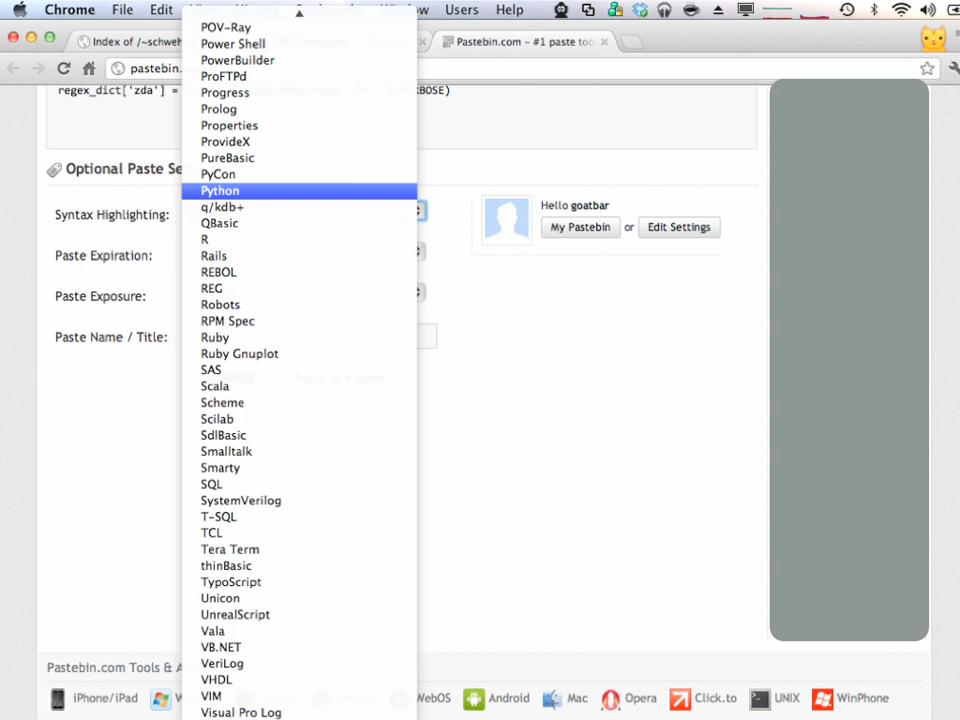 Chrome File Edit Users Help
Index of /~schweh
Pastebin.com - #1 paste too
pastebin.
regex_dict['zda'] =
Optional Paste Se
Syntax Highlighting:
Paste Expiration:
Paste Exposure:
Paste Name / Title:
POV-Ray
Power Shell
PowerBuilder
ProFTPd
Progress
Prolog
Properties
ProvideX
PureBasic
PyCon
Python
q/kdb+
QBasic
R
Rails
REBOL
REG
Robots
RPM Spec
Ruby
Ruby Gnuplot
SAS
Scala
Scheme
Scilab
SdlBasic
Smalltalk
Smarty
SQL
SystemVerilog
T-SQL
TCL
Tera Term
thinBasic
TypoScript
Unicon
UnrealScript
Vala
VB.NET
VeriLog
VHDL
VIM
Visual Pro Log
Hello goatbar
My Pastebin or Edit Settings
Pastebin.com Tools & A
iPhone/iPad WebOS Android Mac Opera Click.to UNIX WinPhone